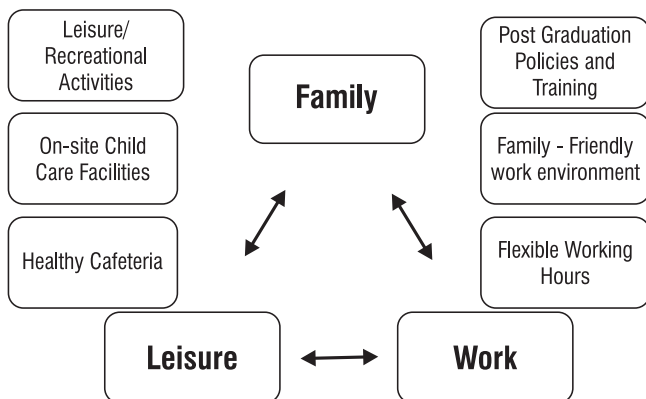 Leisure/
Recreational
Activities
On-site Child
Care Facilities
Healthy Cafeteria
Family
Post Graduation
Policies and
Training
Family - Friendly
work environment
Flexible Working
Hours
Leisure
Work